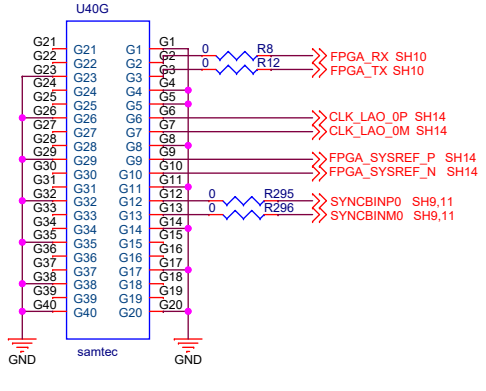 U40G
G21 G21 G1 G1 0 R8 FPGA_RX SH10
G22 G22 G2 G2 0 R12 FPGA_TX SH10
G23 G23 G3 G3
G24 G24 G4 G4
G25 G25 G5 G5
G26 G26 G6 G6 CLK_LAO_0P SH14
G27 G27 G7 G7 CLK_LAO_0M SH14
G28 G28 G8 G8
G29 G29 G9 G9 FPGA_SYSREF_P SH14
G30 G30 G10 G10 FPGA_SYSREF_N SH14
G31 G31 G11 G11
G32 G32 G12 G12 0 R295 SYNCBINP0 SH9,11
G33 G33 G13 G13 0 R296 SYNCBINM0 SH9,11
G34 G34 G14 G14
G35 G35 G15 G15
G36 G36 G16 G16
G37 G37 G17 G17
G38 G38 G18 G18
G39 G39 G19 G19
G40 G40 G20 G20
GND samtec GND